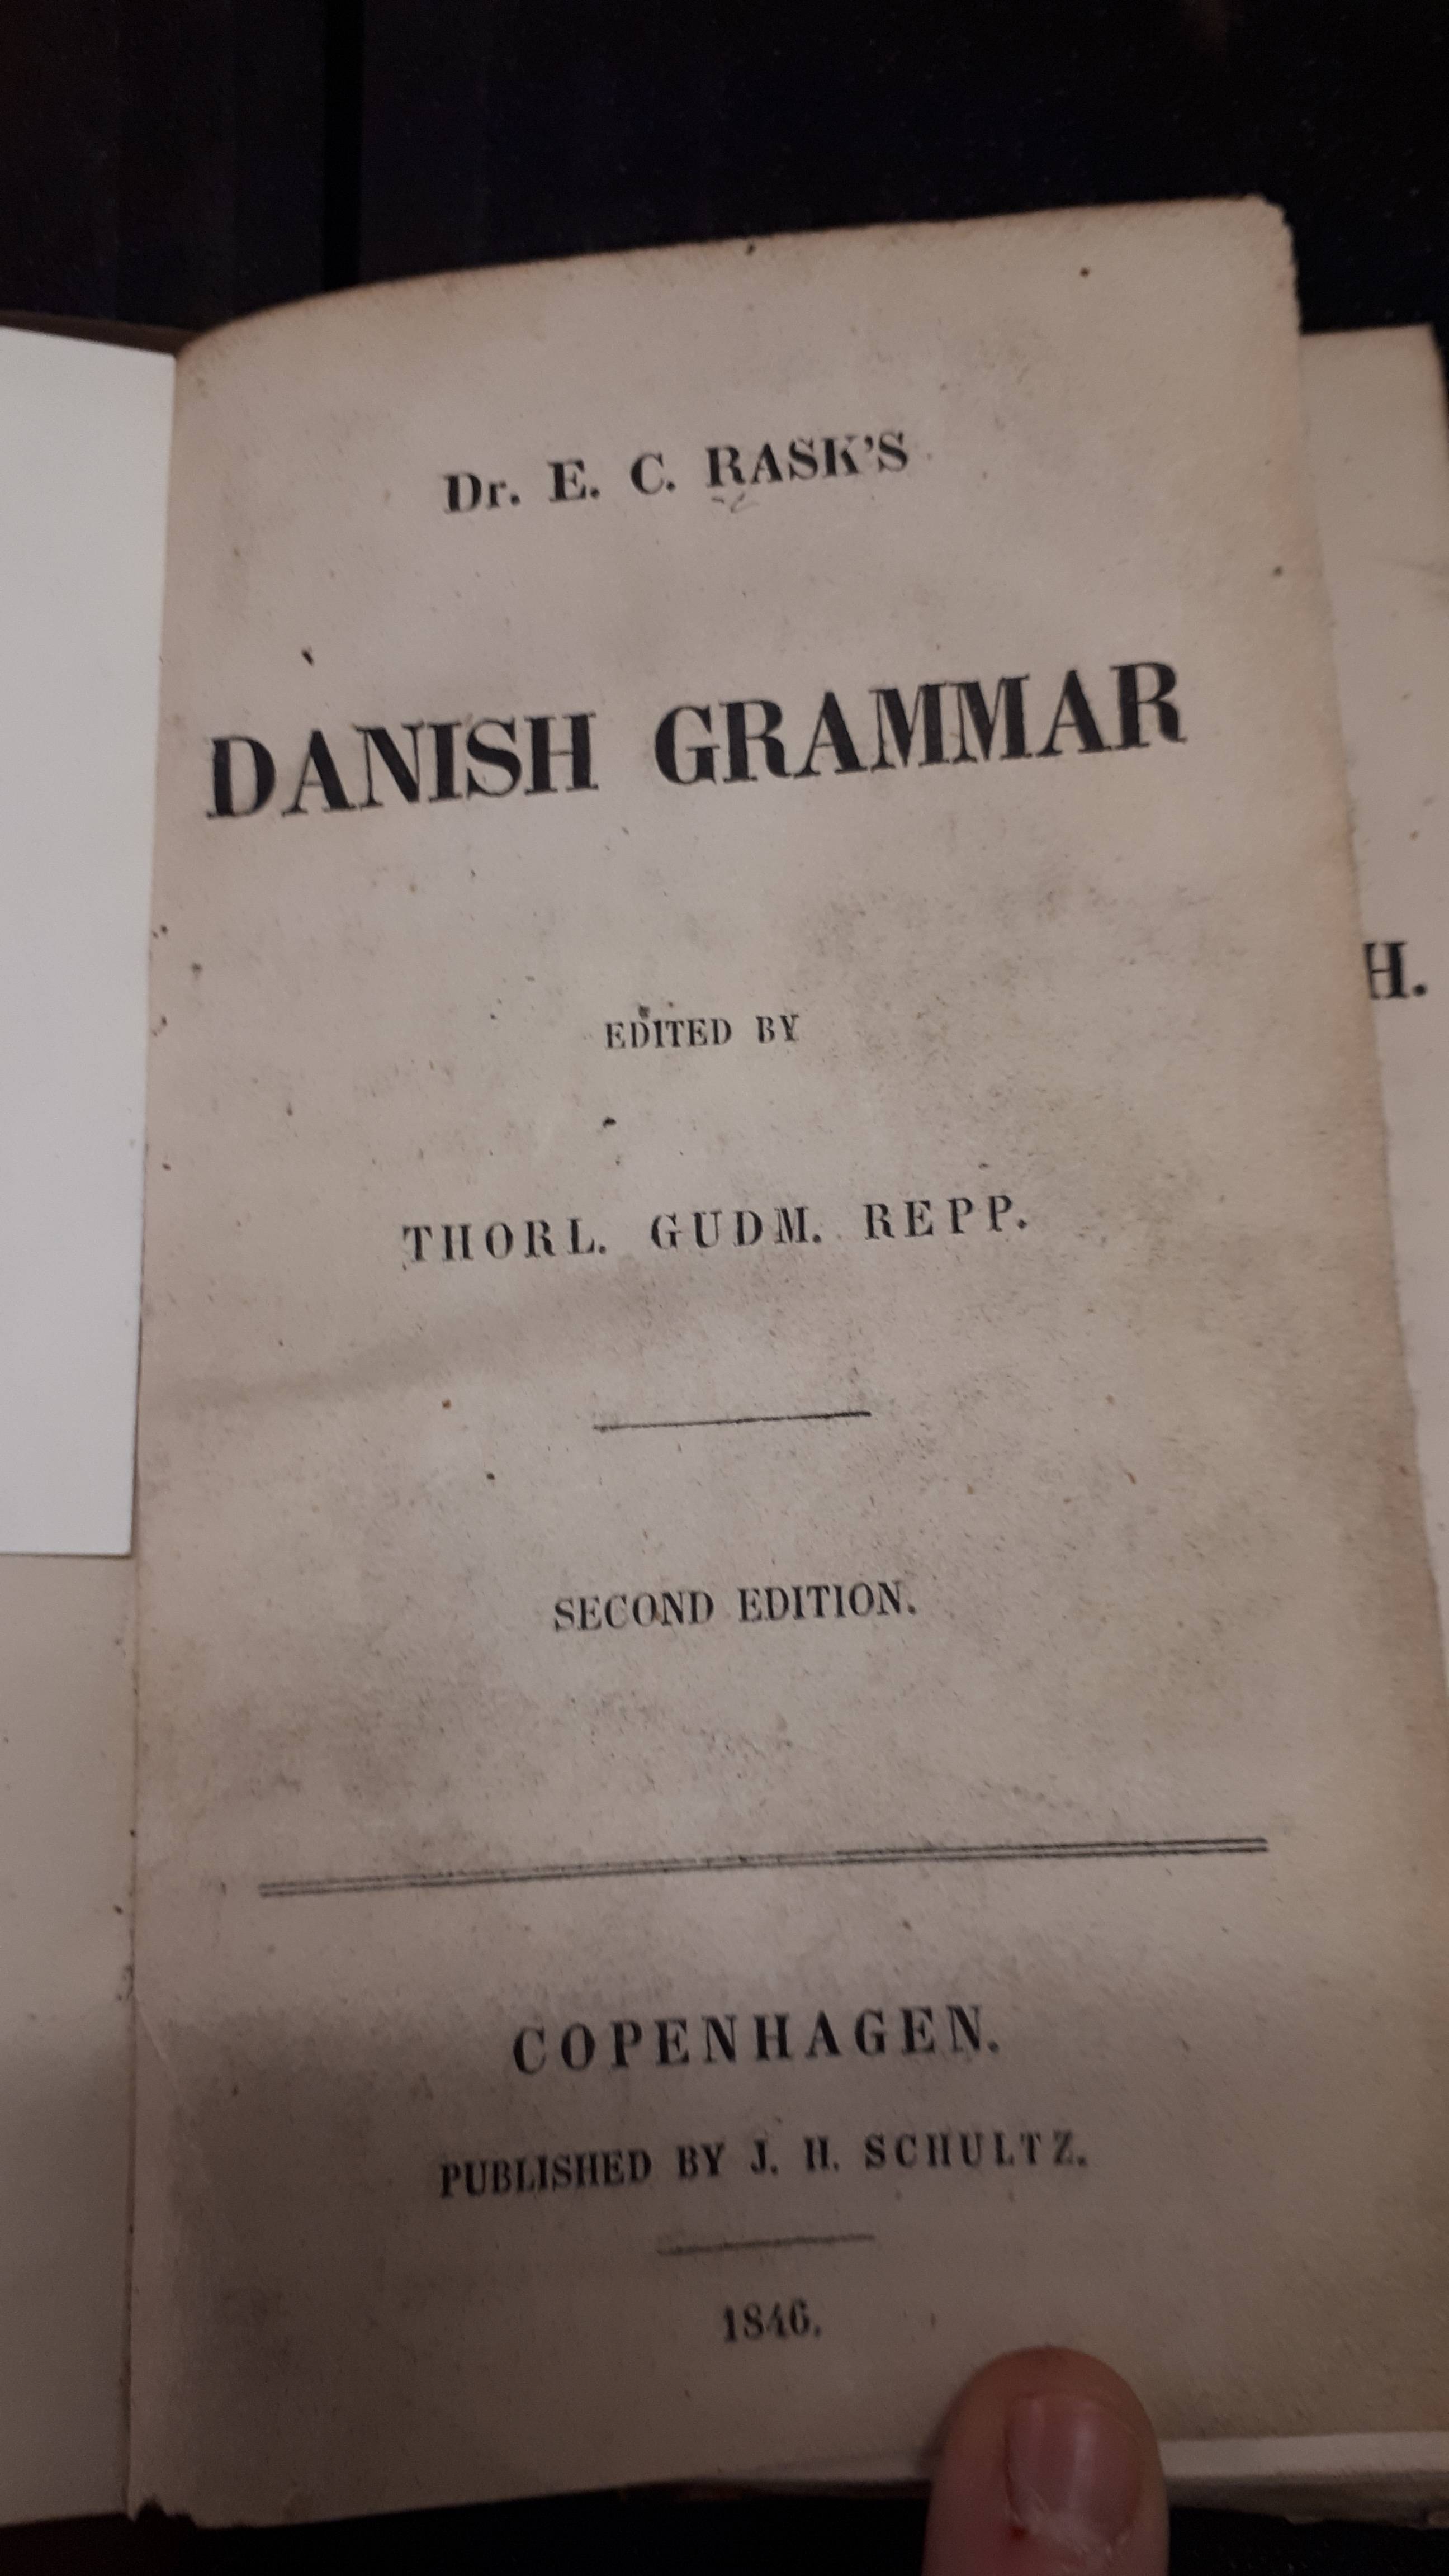 Dr. E. C. RASK'S
DANISH GRAMMAR
EDITED BY
THORL. GUDM. REPP.
SECOND EDITION.
COPENHAGEN.
PUBLISHED BY J. H. SCHULTZ.
1846.
H.